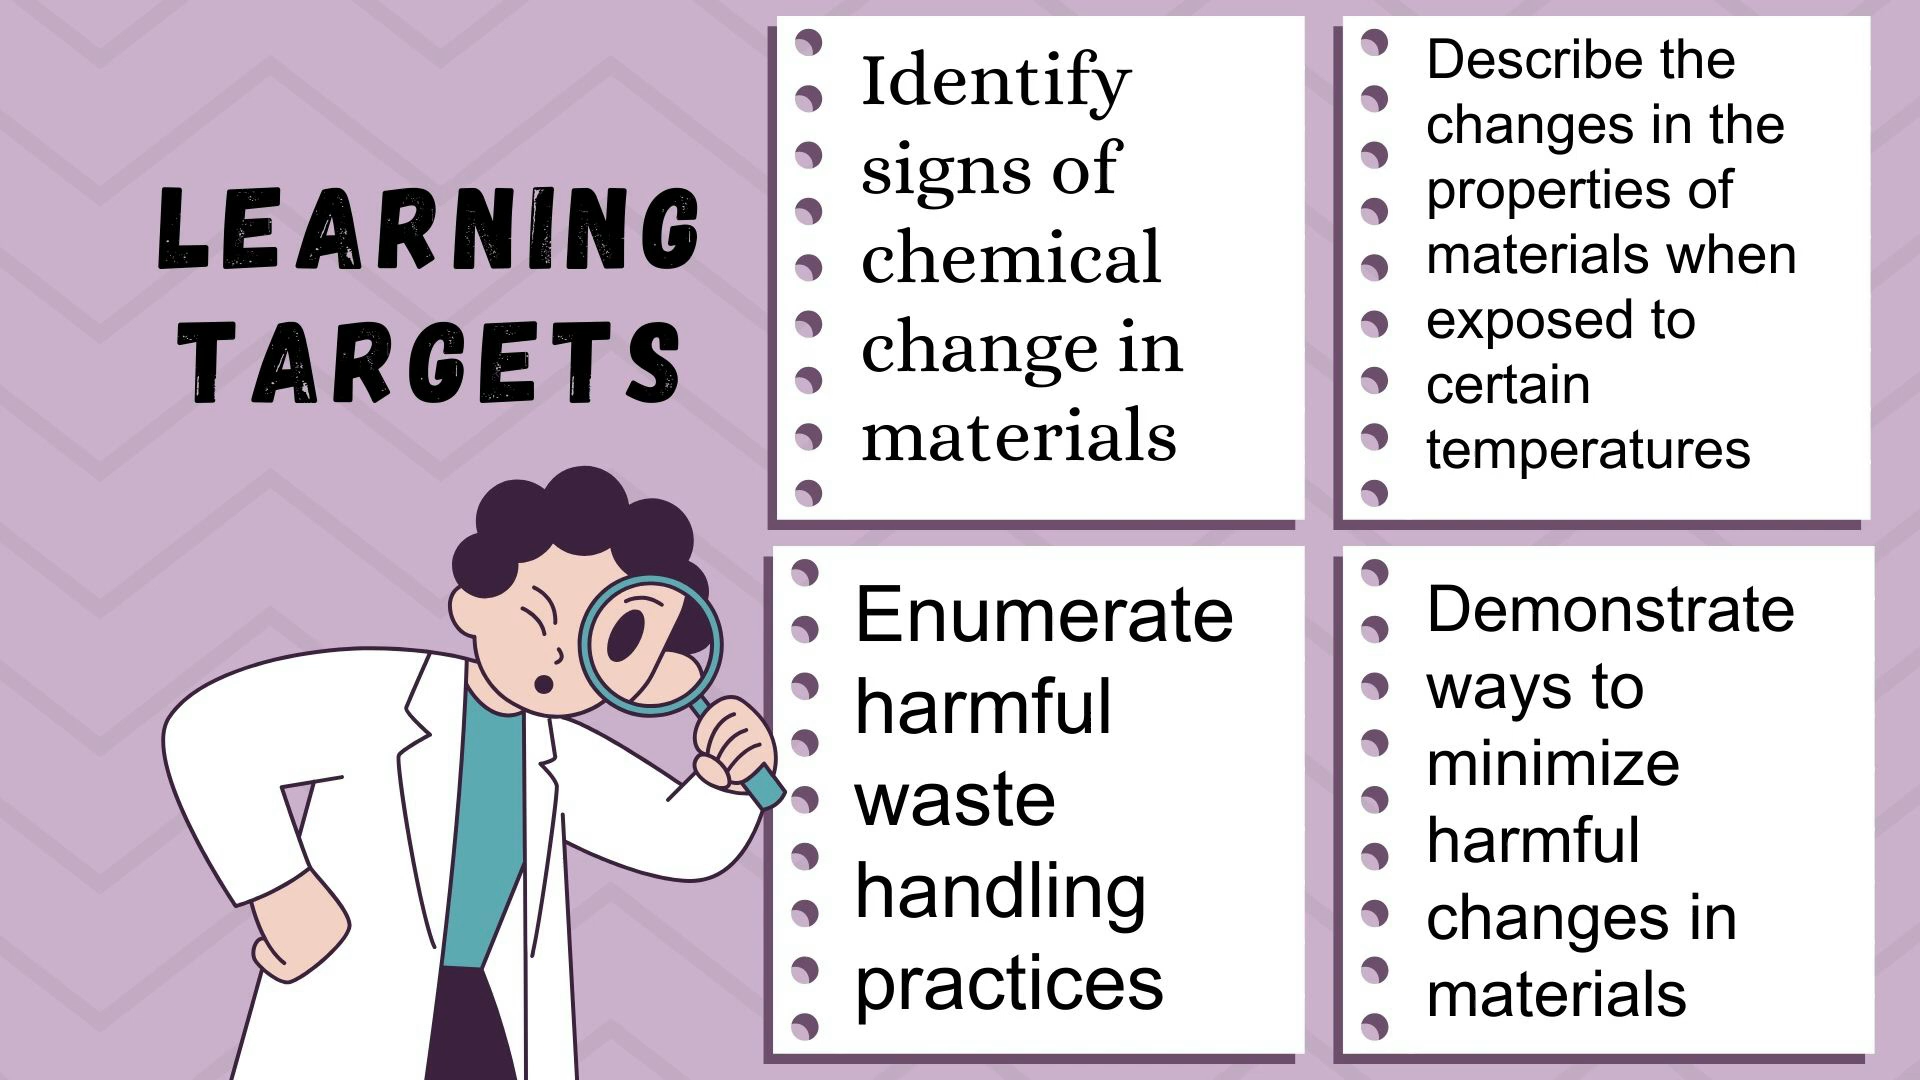 LEARNING
TARGETS
Identify
signs of
chemical
change in
materials
Describe the
changes in the
properties of
materials when
exposed to
certain
temperatures
Enumerate
harmful
waste
handling
practices
Demonstrate
ways to
minimize
harmful
changes in
materials